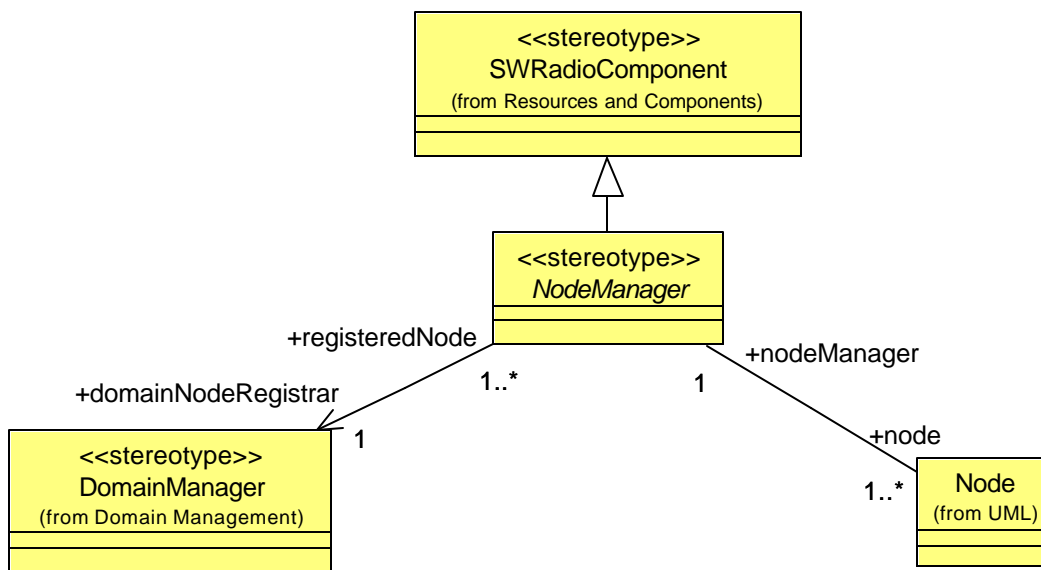 <<stereotype>>
SWRadioComponent
(from Resources and Components)
<<stereotype>>
NodeManager
+registeredNode
1..*
+domainNodeRegistrar
1
1
+nodeManager
+node
1..*
<<stereotype>>
DomainManager
(from Domain Management)
Node
(from UML)